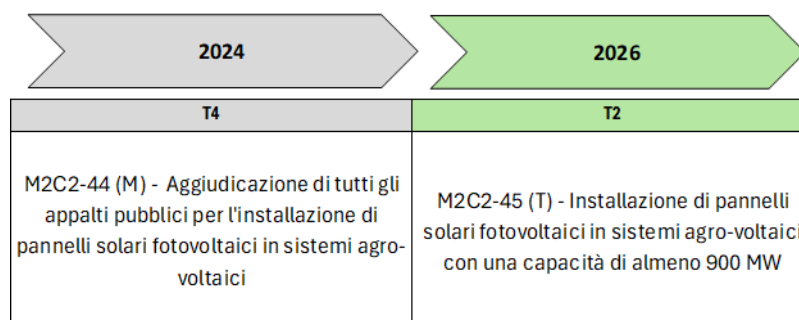 2024
2026
T4
T2
M2C2-44 (M) - Aggiudicazione di tutti gli
appalti pubblici per l'installazione di
pannelli solari fotovoltaici in sistemi agro-
voltaici
M2C2-45 (T) - Installazione di pannelli
solari fotovoltaici in sistemi agro-voltaici
con una capacità di almeno 900 MW